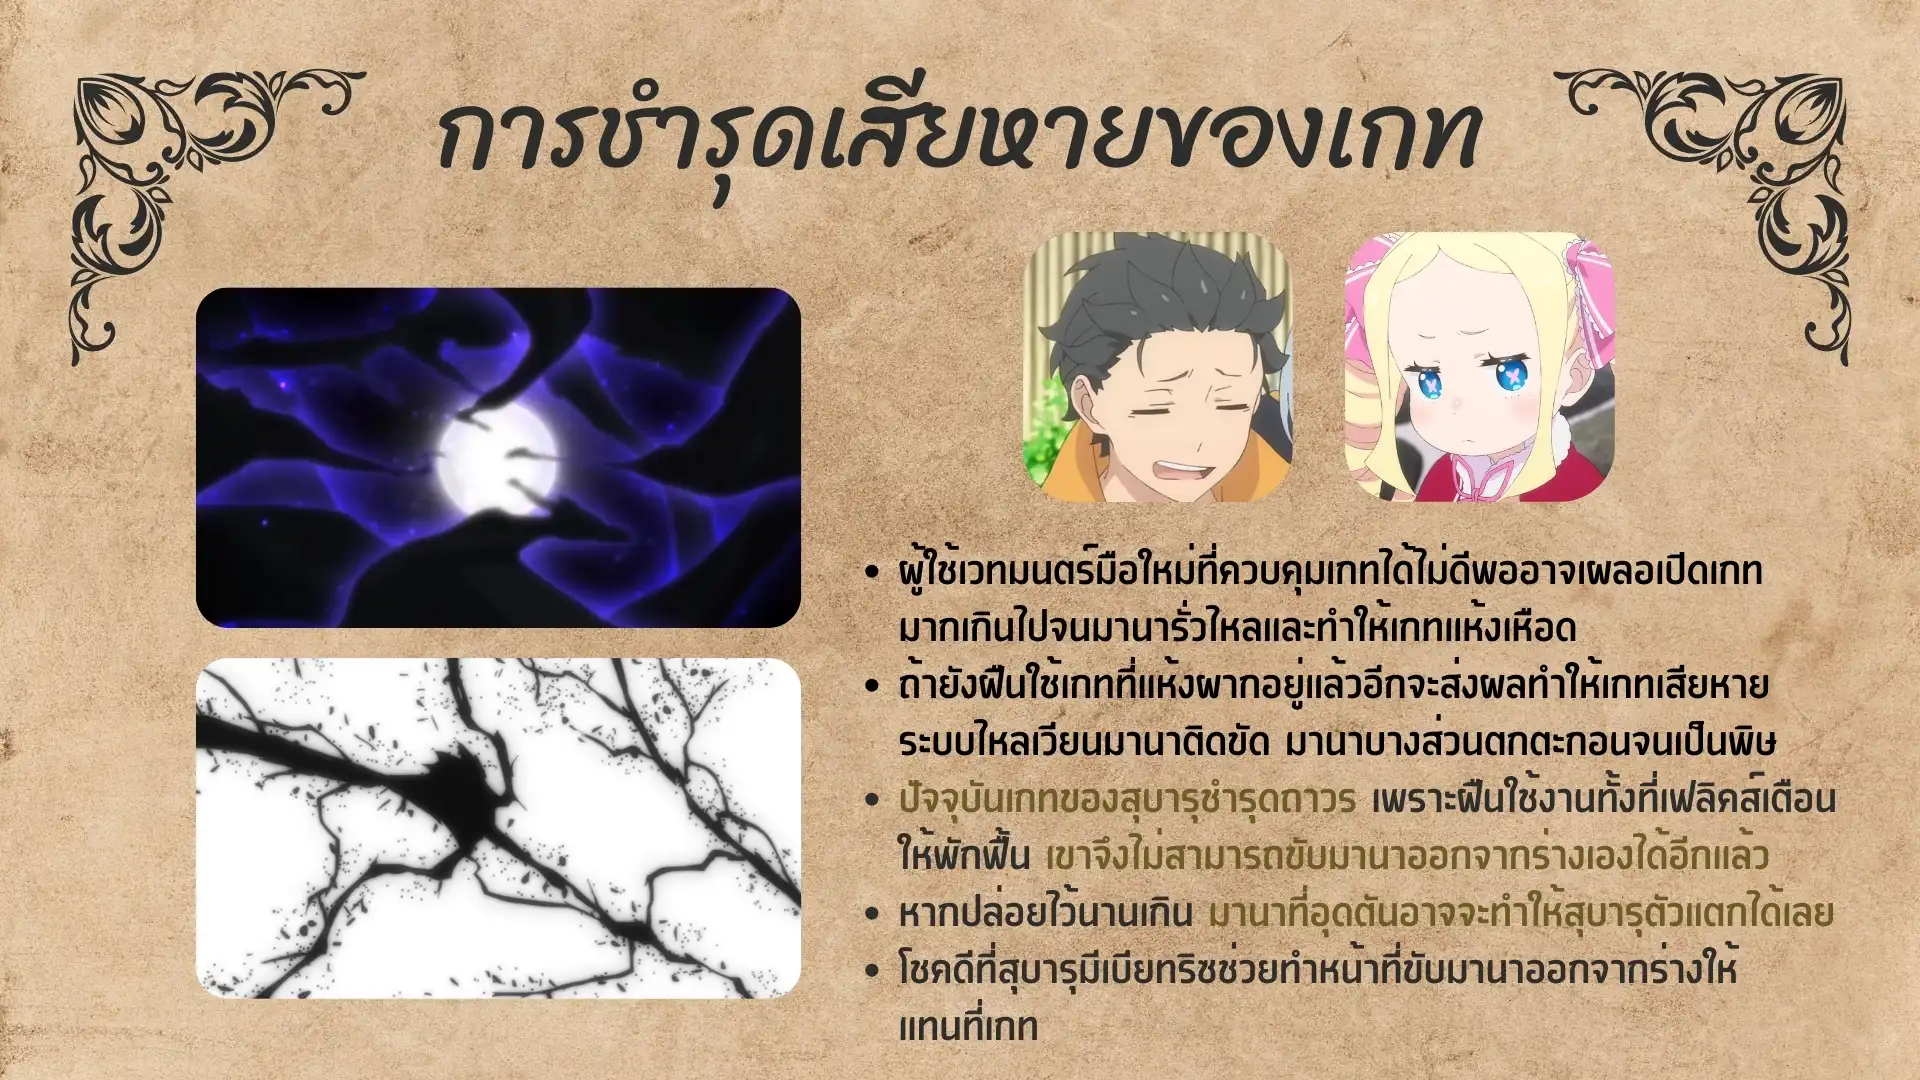 การชำรุดเสียหายของเกท
• ผู้ใช้เวทมนตร์มือใหม่ที่ควบคุมเกทได้ไม่ดีพออาจเผลอเปิดเกท
มากเกินไปจนมานารั่วไหลและทำให้เกทแห้งเหือด
• ถ้ายังฝืนใช้เกทที่แห้งผากอยู่แล้วอีกจะส่งผลทำให้เกทเสียหาย
ระบบไหลเวียนมานาติดขัด มานาบางส่วนตกตะกอนจนเป็นพิษ
• ปัจจุบันเกทของสุบารุชำรุดถาวร เพราะฝืนใช้งานทั้งที่เฟลิคส์เตือน
ให้พักฟื้น เขาจึงไม่สามารถขับมานาออกจากร่างเองได้อีกแล้ว
• หากปล่อยไว้นานเกิน มานาที่อุดตันอาจจะทำให้สุบารุตัวแตกได้เลย
• โชคดีที่สุบารุมีเบียทริซช่วยทำหน้าที่ขับมานาออกจากร่างให้
แทนที่เกท